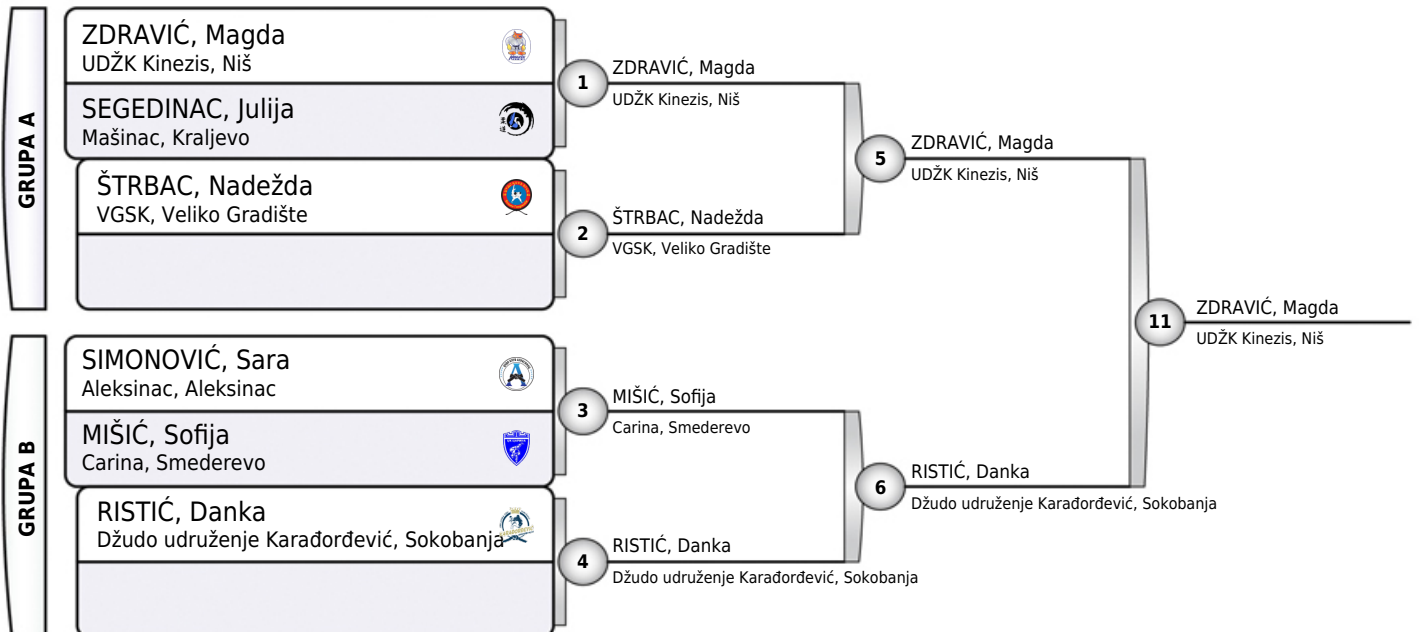 GRUPA A
ZDRAVIĆ, Magda
UDŽK Kinezis, Niš
SEGEDINAC, Julija
Mašinac, Kraljevo
ŠTRBAC, Nadežda
VGSK, Veliko Gradište
1
ZDRAVIĆ, Magda
UDŽK Kinezis, Niš
2
ŠTRBAC, Nadežda
VGSK, Veliko Gradište
5
ZDRAVIĆ, Magda
UDŽK Kinezis, Niš
GRUPA B
SIMONOVIĆ, Sara
Aleksinac, Aleksinac
MIŠIĆ, Sofija
Carina, Smederevo
RISTIĆ, Danka
Džudo udruženje Karađorđević, Sokobanja
3
MIŠIĆ, Sofija
Carina, Smederevo
4
RISTIĆ, Danka
Džudo udruženje Karađorđević, Sokobanja
6
RISTIĆ, Danka
Džudo udruženje Karađorđević, Sokobanja
11
ZDRAVIĆ, Magda
UDŽK Kinezis, Niš